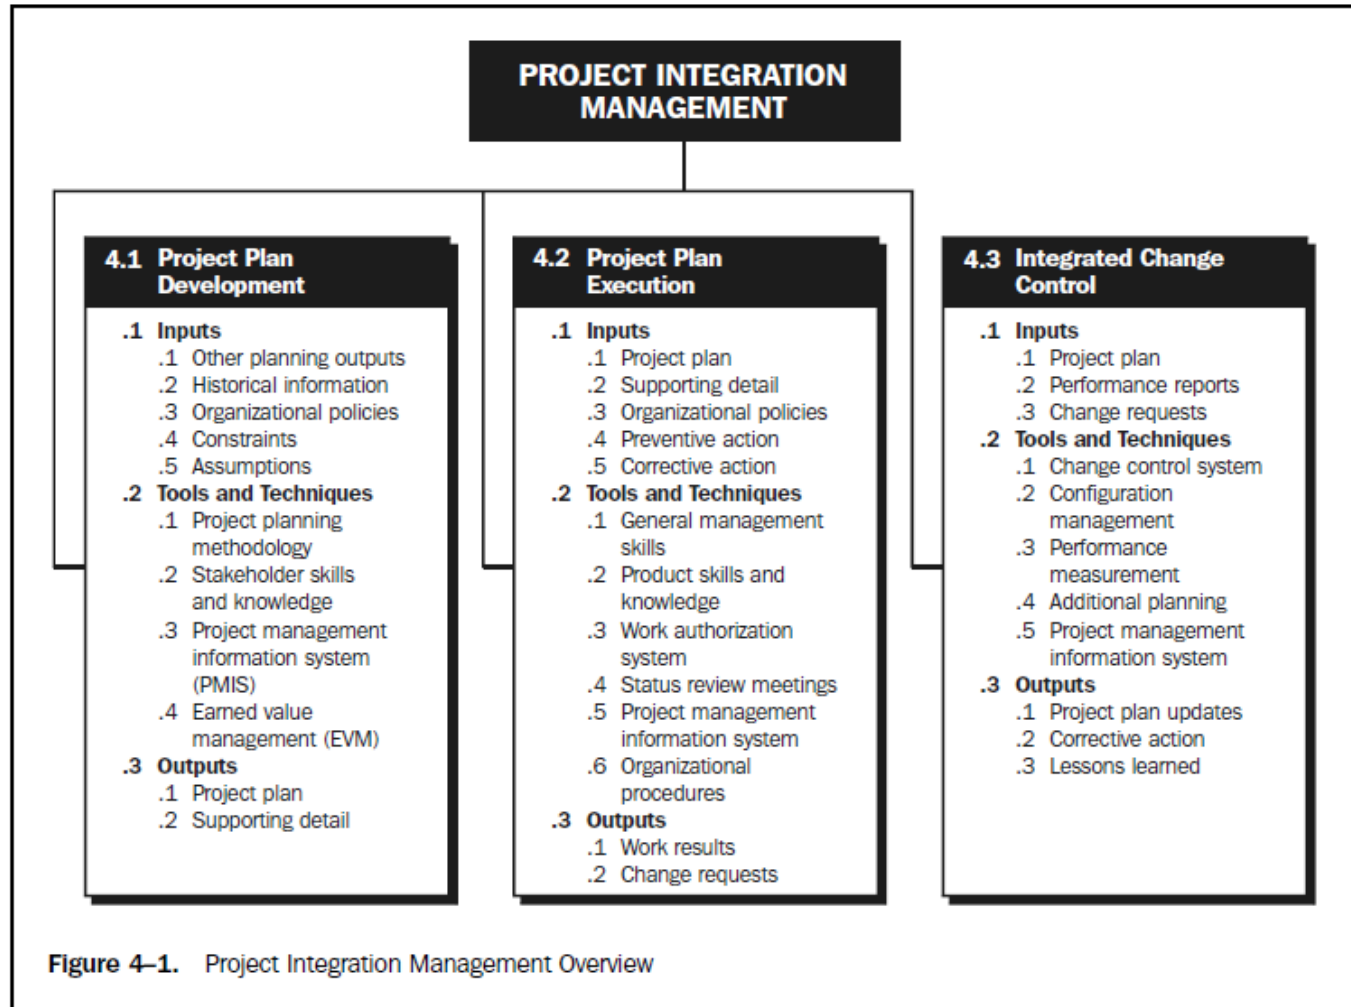 PROJECT INTEGRATION
MANAGEMENT
4.1 Project Plan
Development
.1 Inputs
.1 Other planning outputs
.2 Historical information
.3 Organizational policies
.4 Constraints
.5 Assumptions
.2 Tools and Techniques
.1 Project planning
methodology
.2 Stakeholder skills
and knowledge
.3 Project management
information system
(PMIS)
.4 Earned value
management (EVM)
.3 Outputs
.1 Project plan
.2 Supporting detail
4.2 Project Plan
Execution
.1 Inputs
.1 Project plan
.2 Supporting detail
.3 Organizational policies
.4 Preventive action
.5 Corrective action
.2 Tools and Techniques
.1 General management
skills
.2 Product skills and
knowledge
.3 Work authorization
system
.4 Status review meetings
.5 Project management
information system
.6 Organizational
procedures
.3 Outputs
.1 Work results
.2 Change requests
4.3 Integrated Change
Control
.1 Inputs
.1 Project plan
.2 Performance reports
.3 Change requests
.2 Tools and Techniques
.1 Change control system
.2 Configuration
management
.3 Performance
measurement
.4 Additional planning
.5 Project management
information system
.3 Outputs
.1 Project plan updates
.2 Corrective action
.3 Lessons learned
Figure 4–1. Project Integration Management Overview